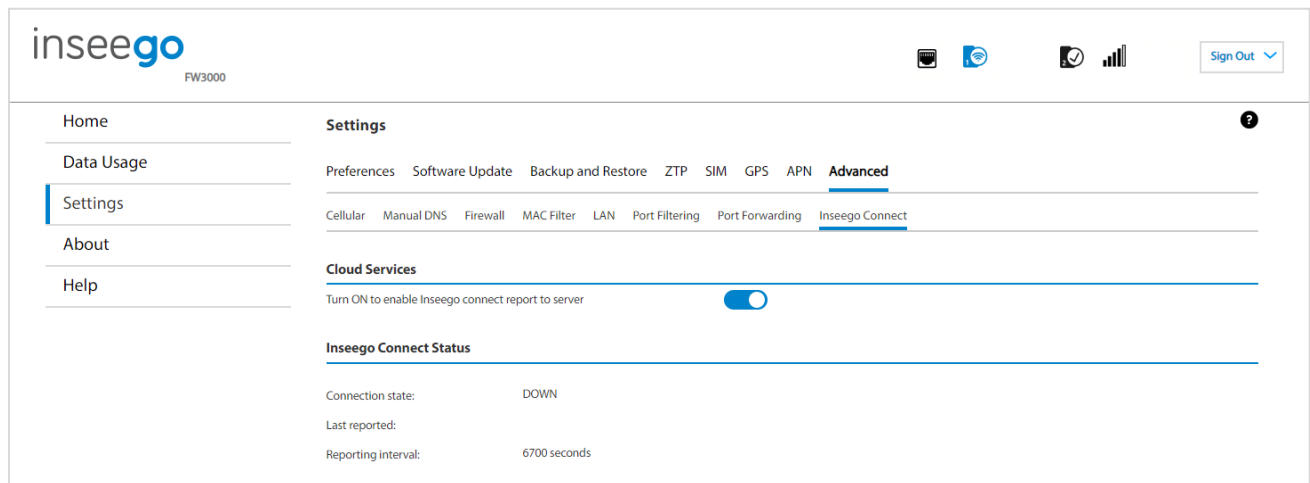 inseego
FW3000
1
2
Sign Out
Home
Data Usage
Settings
About
Help
Settings
?
Preferences Software Update Backup and Restore ZTP SIM GPS APN Advanced
Cellular Manual DNS Firewall MAC Filter LAN Port Filtering Port Forwarding Inseego Connect
Cloud Services
Turn ON to enable Inseego connect report to server
Inseego Connect Status
Connection state: DOWN
Last reported:
Reporting interval: 6700 seconds